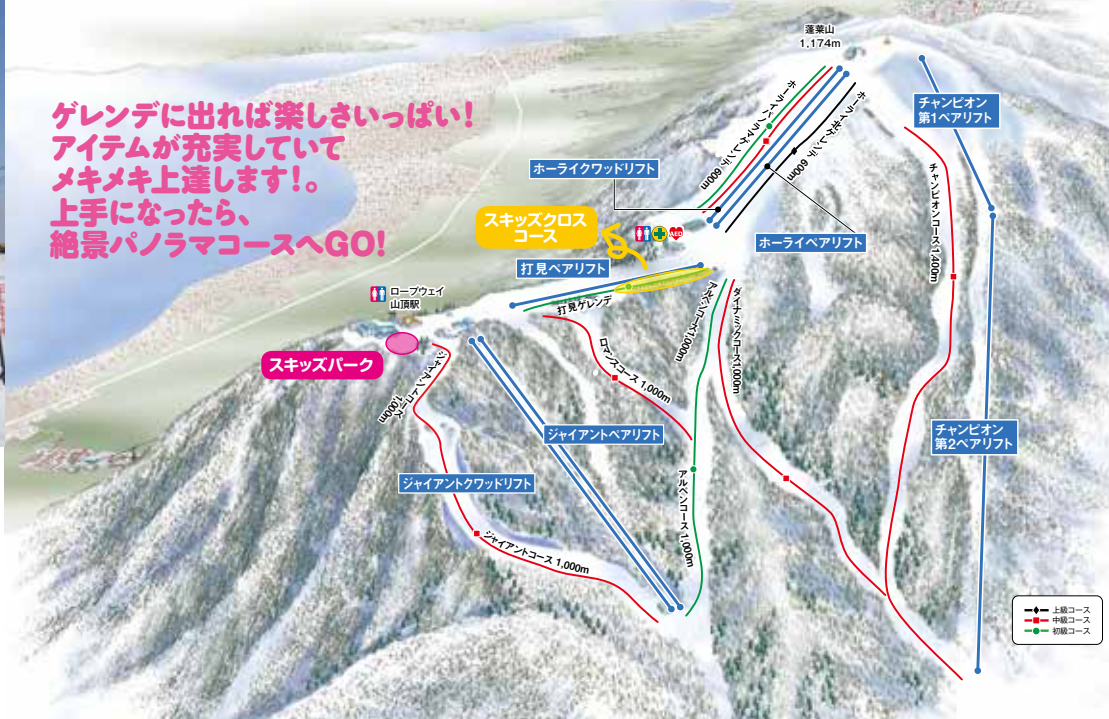 ゲレンデに出れば楽しさいっぱい!
アイテムが充実していて
メキメキ上達します!。
上手になったら、
絶景パノラマコースへGO!
蓬莱山
1,174m
チャンピオン
第1ペアリフト
ホーライパノラマゲレンデ 600m
ホーライ北ゲレンデ 600m
ホーライクワッドリフト
チャンピオンコース 1,400m
スキッズクロス
コース
AED
ホーライペアリフト
打見ペアリフト
ロープウェイ
山頂駅
打見ゲレンデ
アルペンコース1,000m
ダイナミックコース1,000m
スキッズパーク
ジャイアントコース
1,000m
ロマンスコース 1,000m
ジャイアントペアリフト
チャンピオン
第2ペアリフト
ジャイアントクワッドリフト
アルペンコース 1,000m
ジャイアントコース 1,000m
上級コース
中級コース
初級コース